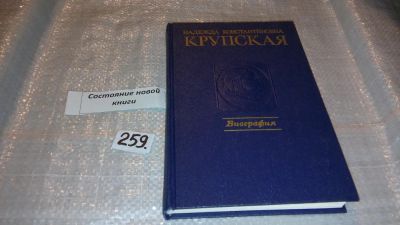 НАДЕЖДА КОНСТАНТИНОВНА
КРУПСКАЯ
Биография
Состояние новой
книги
259.